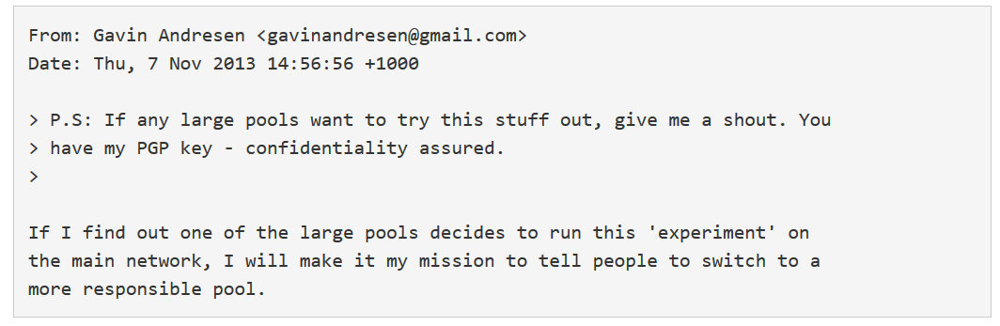 From: Gavin Andresen <gavinandresen@gmail.com>
Date: Thu, 7 Nov 2013 14:56:56 +1000
> P.S: If any large pools want to try this stuff out, give me a shout. You
> have my PGP key - confidentiality assured.
>
If I find out one of the large pools decides to run this 'experiment' on
the main network, I will make it my mission to tell people to switch to a
more responsible pool.